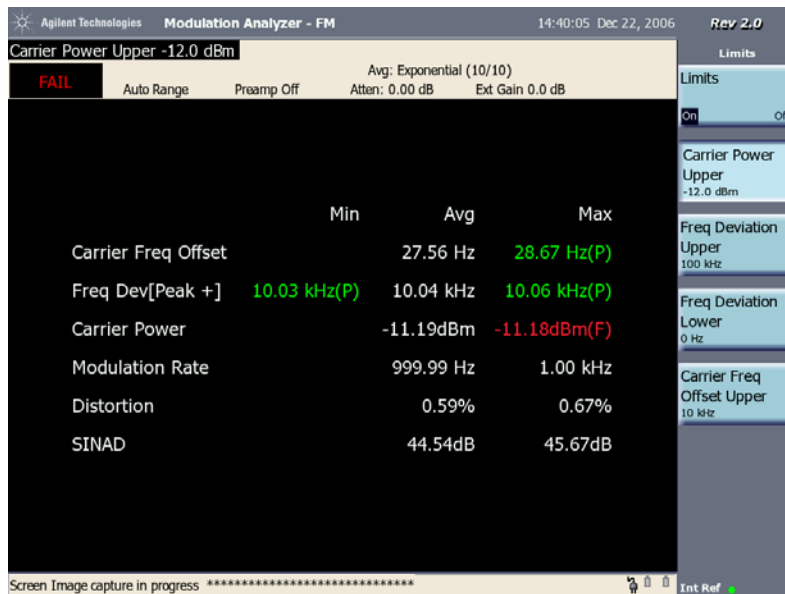 Agilent Technologies Modulation Analyzer - FM 14:40:05 Dec 22, 2006 Rev 2.0
Carrier Power Upper -12.0 dBm
Limits
FAIL
Avg: Exponential (10/10)
Auto Range Preamp Off Atten: 0.00 dB Ext Gain 0.0 dB
Limits
On Of
Carrier Power
Upper
-12.0 dBm
Freq Deviation
Upper
100 kHz
Freq Deviation
Lower
0 Hz
Carrier Freq
Offset Upper
10 kHz
Min Avg Max
Carrier Freq Offset 27.56 Hz 28.67 Hz(P)
Freq Dev[Peak +] 10.03 kHz(P) 10.04 kHz 10.06 kHz(P)
Carrier Power -11.19dBm -11.18dBm(F)
Modulation Rate 999.99 Hz 1.00 kHz
Distortion 0.59% 0.67%
SINAD 44.54dB 45.67dB
Screen Image capture in progress ******************************
Int Ref